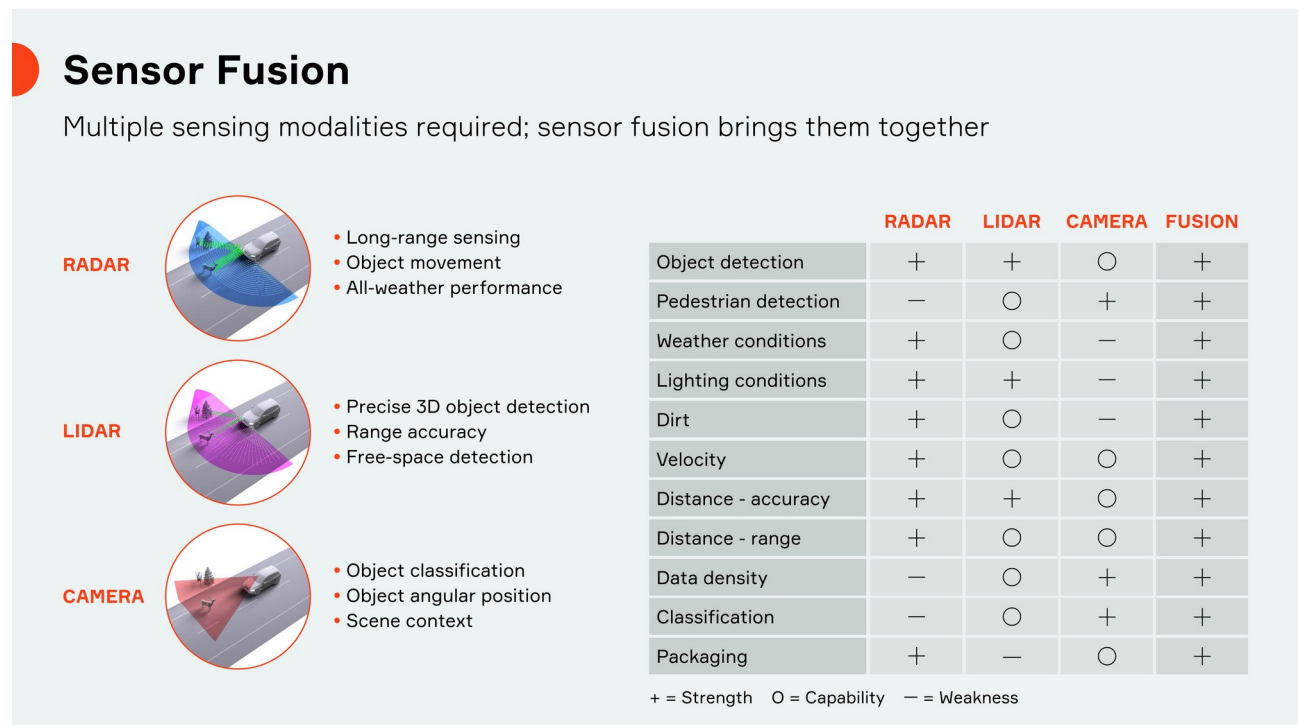 Sensor Fusion
Multiple sensing modalities required; sensor fusion brings them together
RADAR
• Long-range sensing
• Object movement
• All-weather performance
LIDAR
• Precise 3D object detection
• Range accuracy
• Free-space detection
CAMERA
• Object classification
• Object angular position
• Scene context
RADAR LIDAR CAMERA FUSION
Object detection + + O +
Pedestrian detection — O + +
Weather conditions + O — +
Lighting conditions + + — +
Dirt + O — +
Velocity + O O +
Distance - accuracy + + O +
Distance - range + O O +
Data density — O + +
Classification — O + +
Packaging + — O +
+ = Strength O = Capability — = Weakness